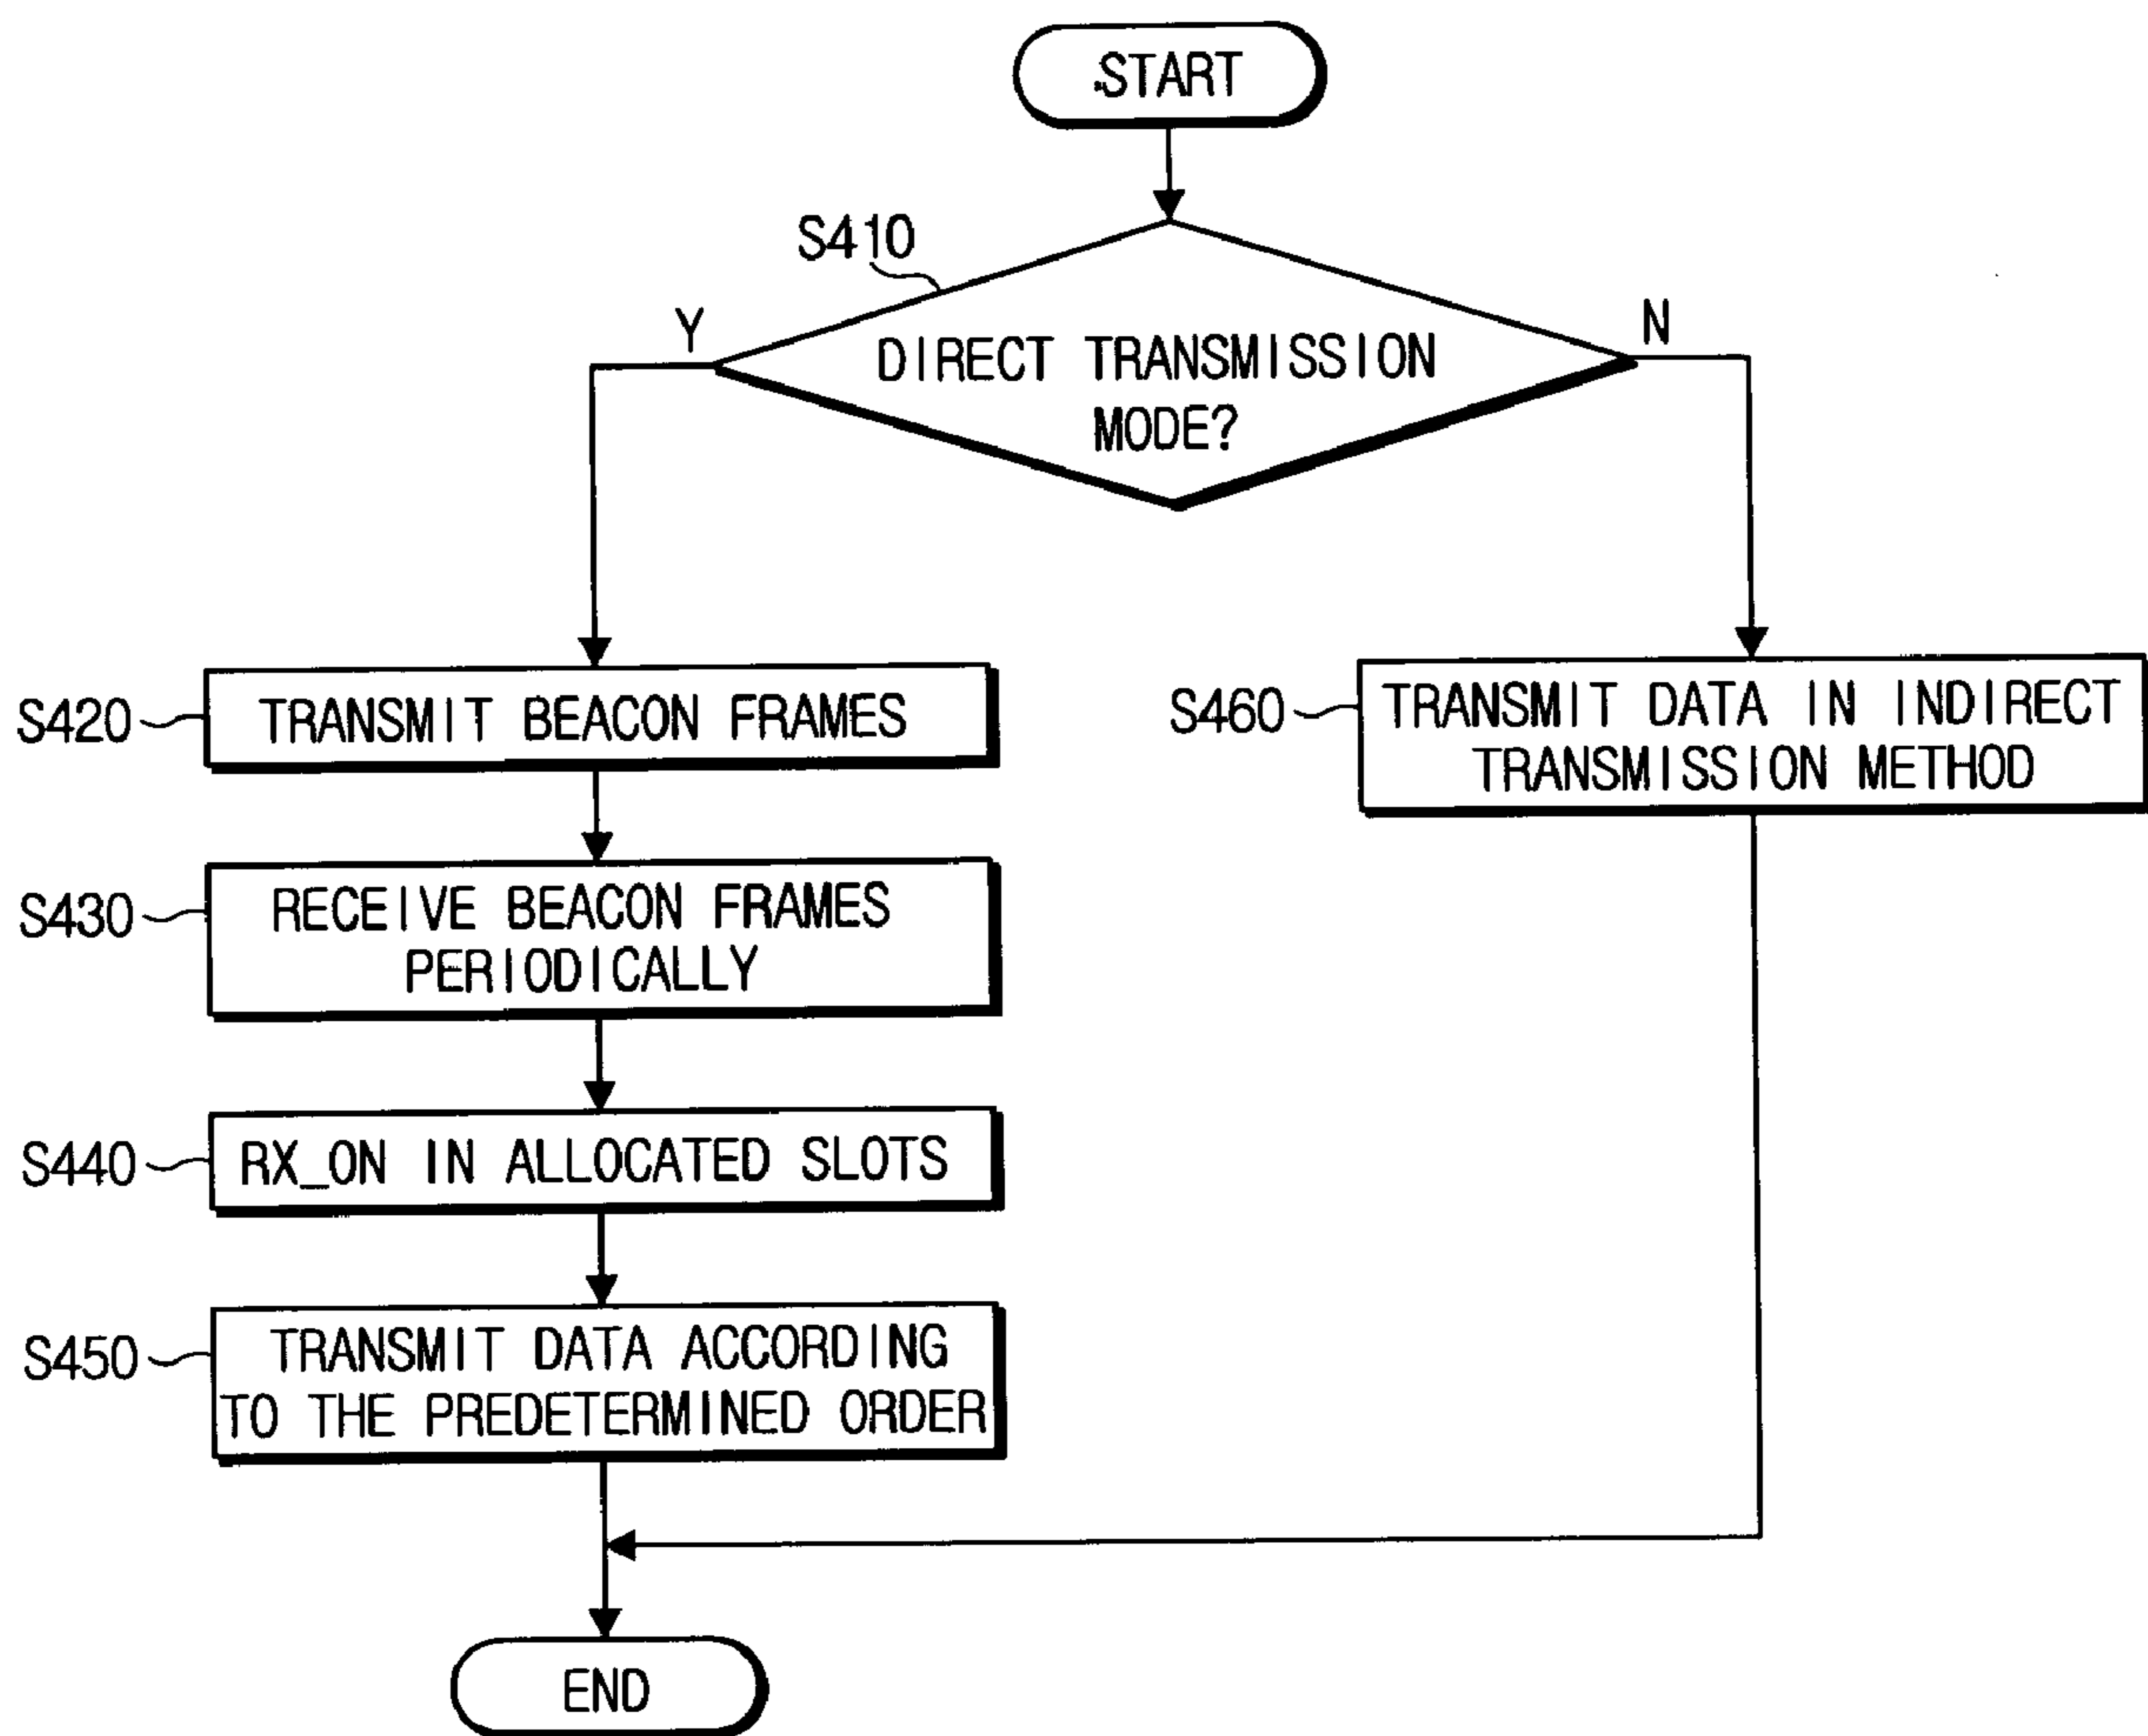 START
S410
Y
N
DIRECT TRANSMISSION
MODE?
S420
TRANSMIT BEACON FRAMES
S460
TRANSMIT DATA IN INDIRECT
TRANSMISSION METHOD
S430
RECEIVE BEACON FRAMES
PERIODICALLY
S440
RX_ON IN ALLOCATED SLOTS
S450
TRANSMIT DATA ACCORDING
TO THE PREDETERMINED ORDER
END